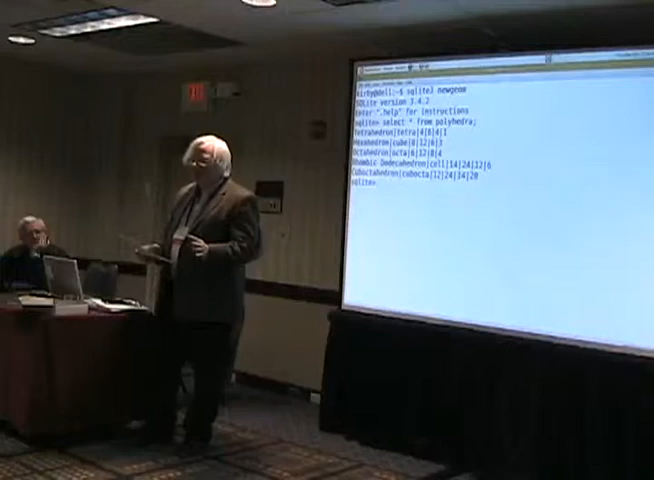 kirby@dell:~$ sqlite3 newgeom
SQLite version 3.4.2
Enter ".help" for instructions
sqlite> select * from polyhedra;
Tetrahedron|tetra|4|6|4|1
Hexahedron|cube|8|12|6|3
Octahedron|octa|6|12|8|4
Rhombic Dodecahedron|cell|14|24|12|6
Cuboctahedron|cubocta|12|24|14|20
sqlite>
EXIT